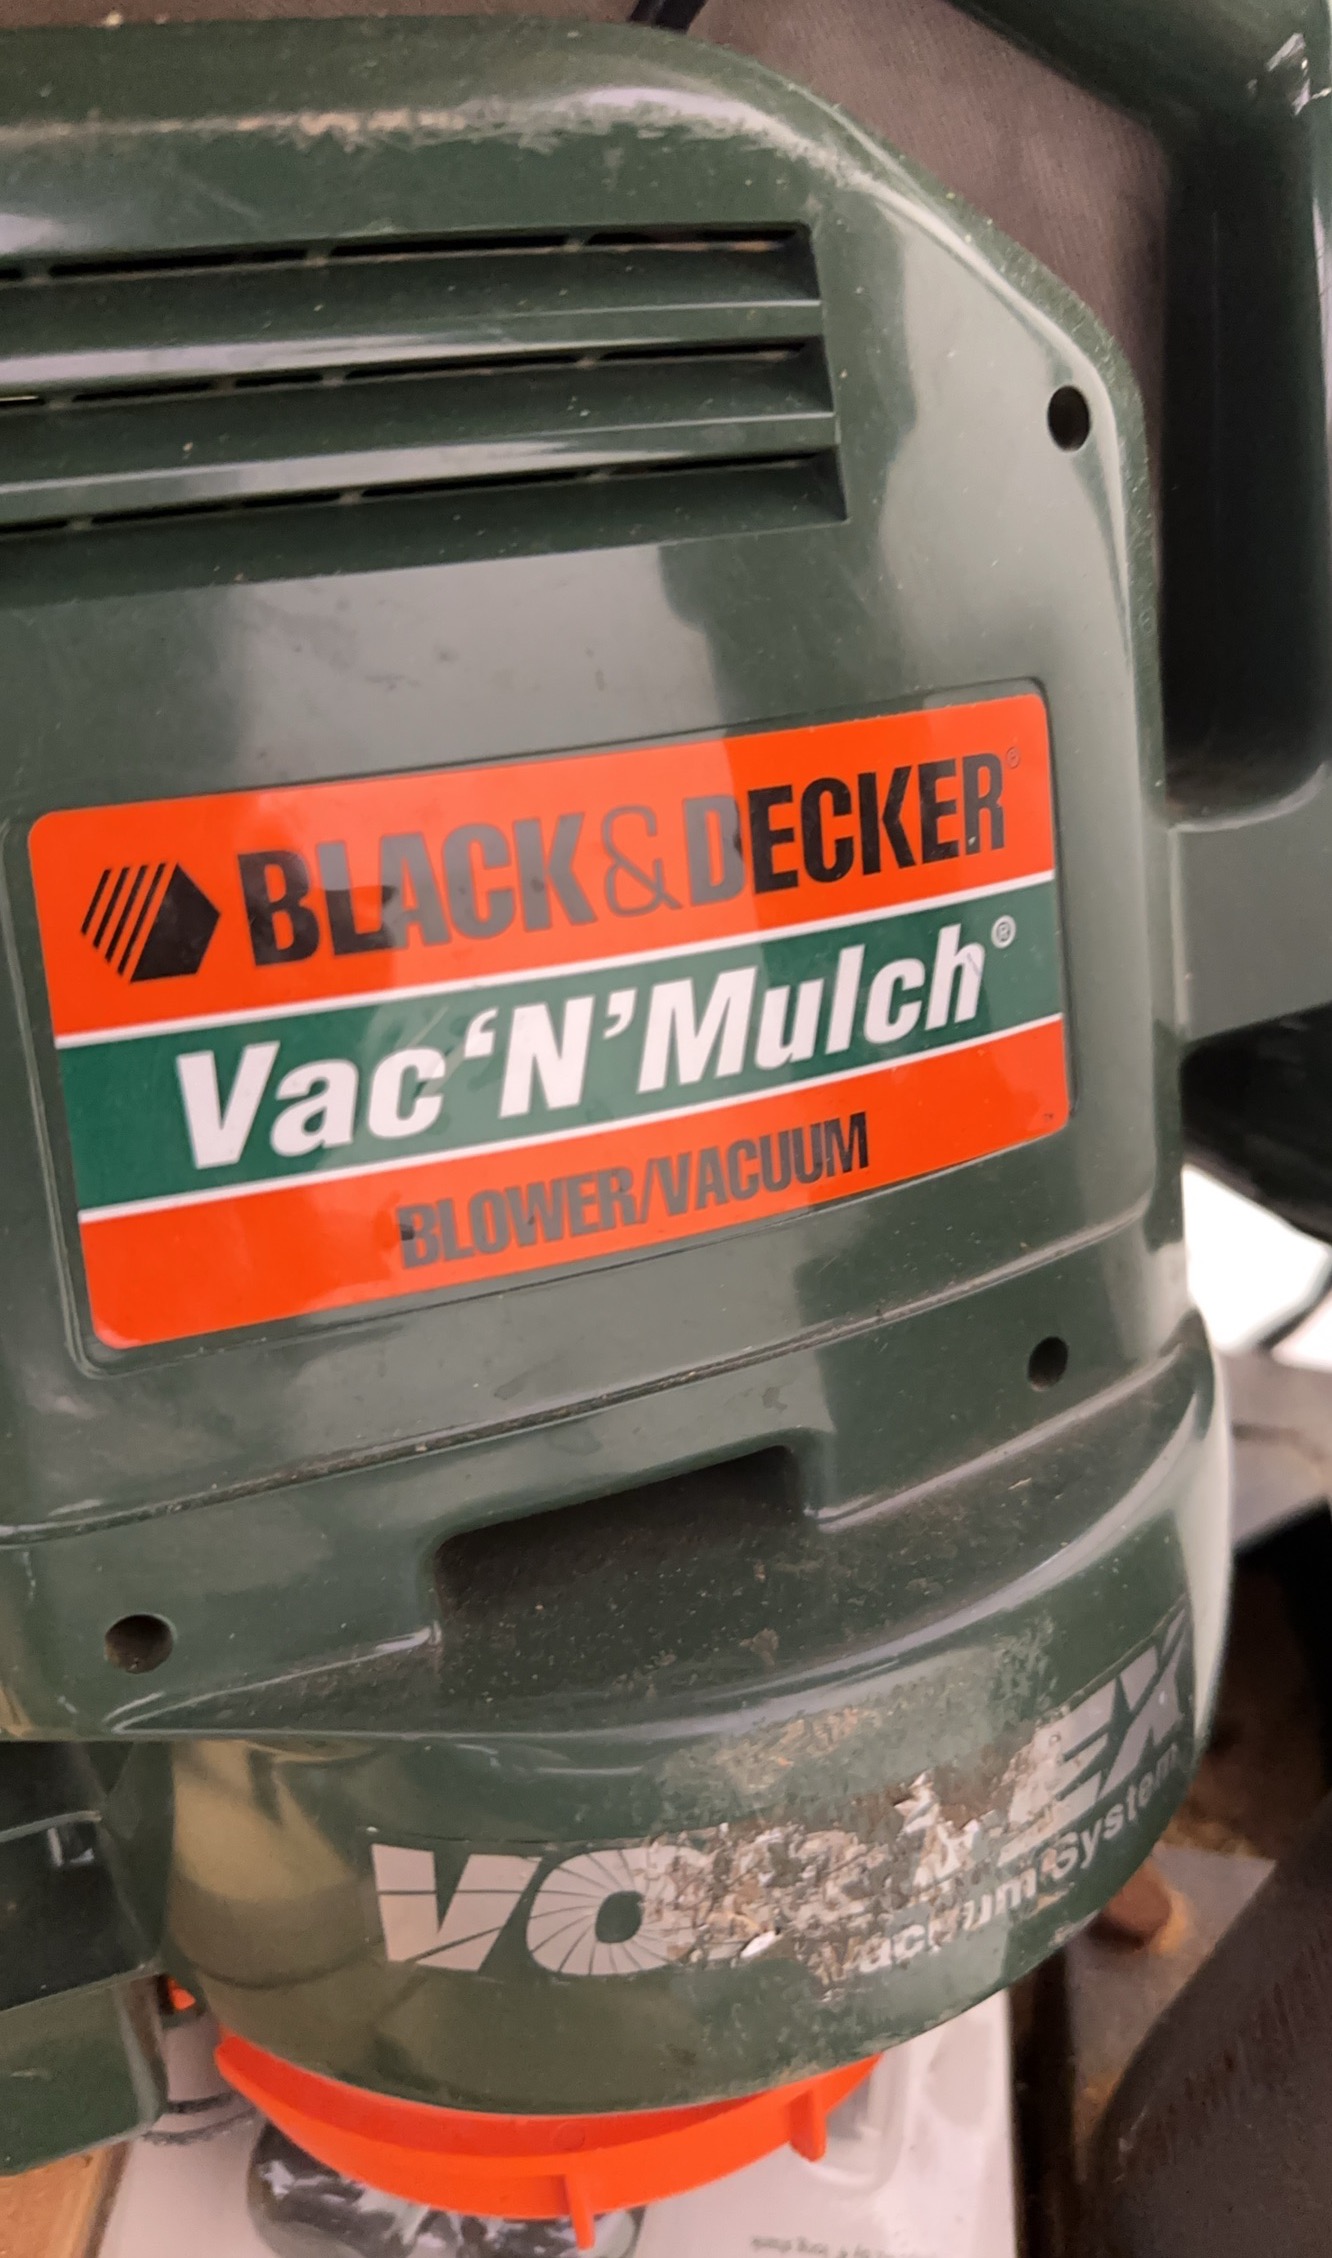 BLACK&DECKER®
Vac 'N' Mulch®
BLOWER/VACUUM
Vacuum System